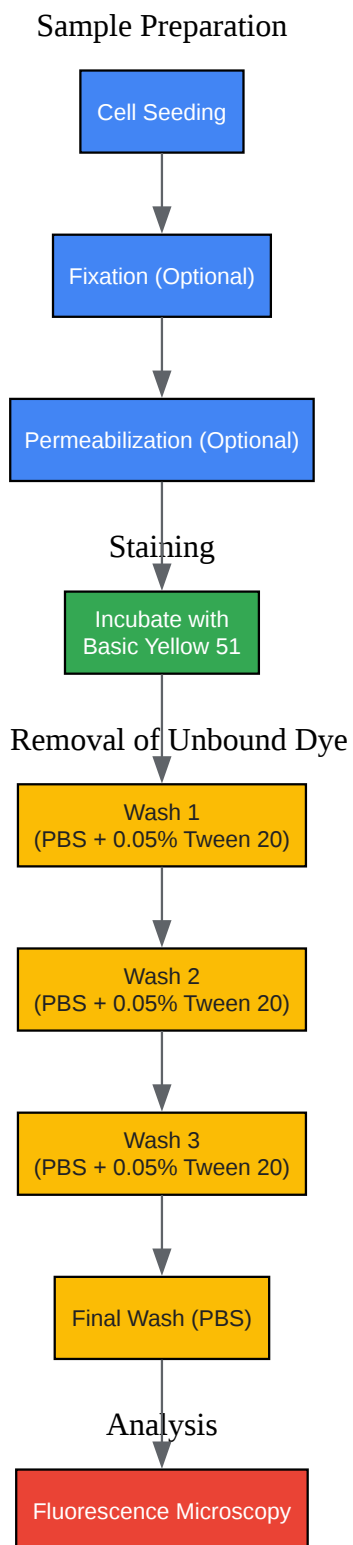 Sample Preparation
Cell Seeding
Fixation (Optional)
Permeabilization (Optional)
Staining
Incubate with
Basic Yellow 51
Removal of Unbound Dye
Wash 1
(PBS + 0.05% Tween 20)
Wash 2
(PBS + 0.05% Tween 20)
Wash 3
(PBS + 0.05% Tween 20)
Final Wash (PBS)
Analysis
Fluorescence Microscopy